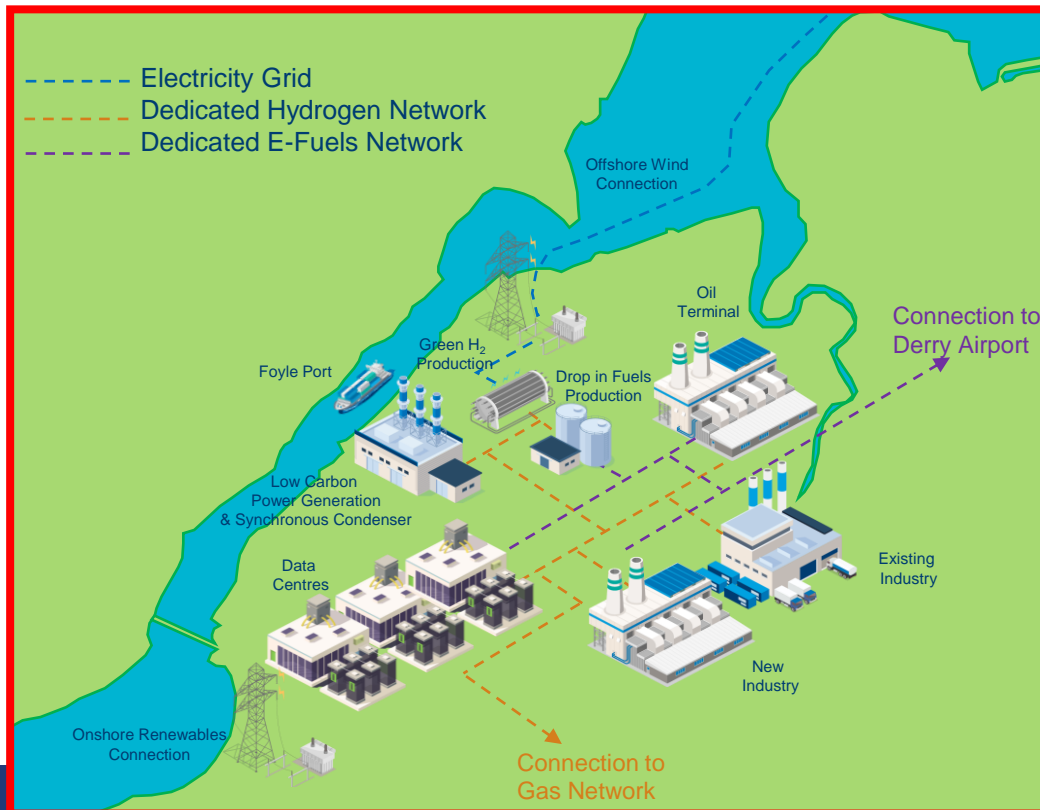 Electricity Grid
Dedicated Hydrogen Network
Dedicated E-Fuels Network
Offshore Wind
Connection
Oil
Terminal
Connection to
Derry Airport
Green H₂
Production
Foyle Port
Drop in Fuels
Production
Low Carbon
Power Generation
& Synchronous Condenser
Data
Centres
Existing
Industry
New
Industry
Onshore Renewables
Connection
Connection to
Gas Network